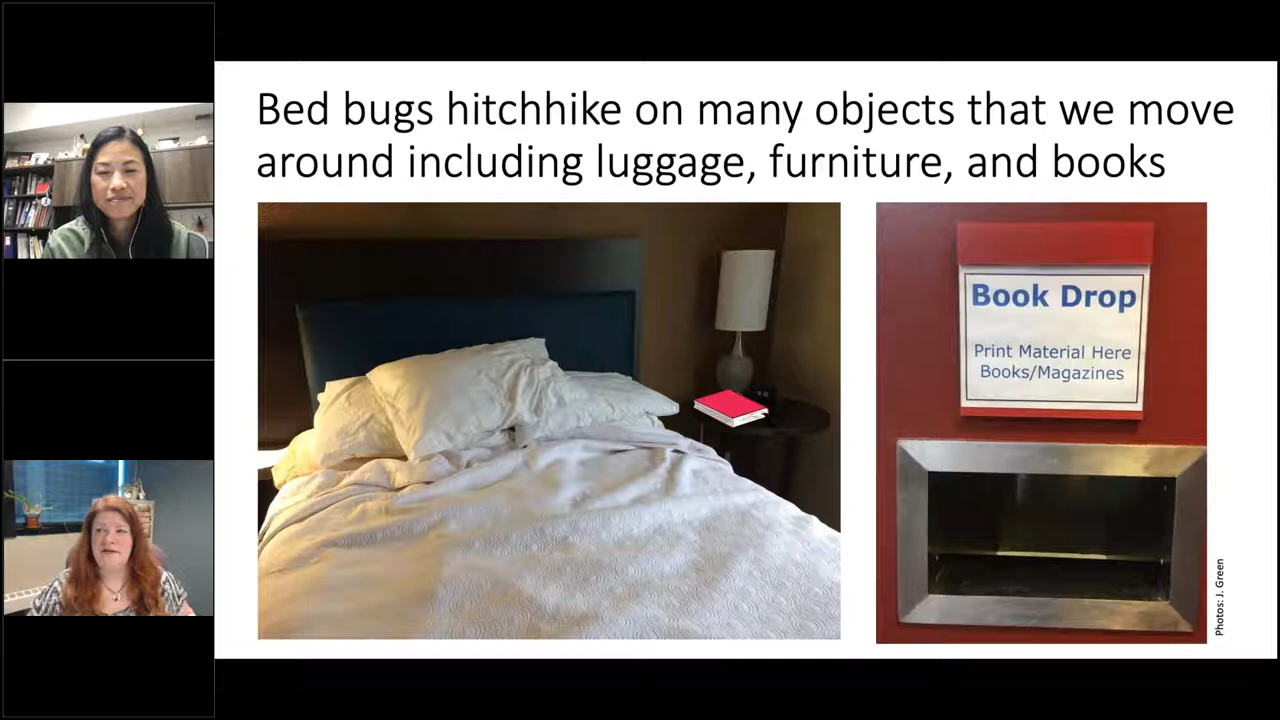 Bed bugs hitchhike on many objects that we move
around including luggage, furniture, and books
Book Drop
Print Material Here
Books/Magazines
Photos: J. Green